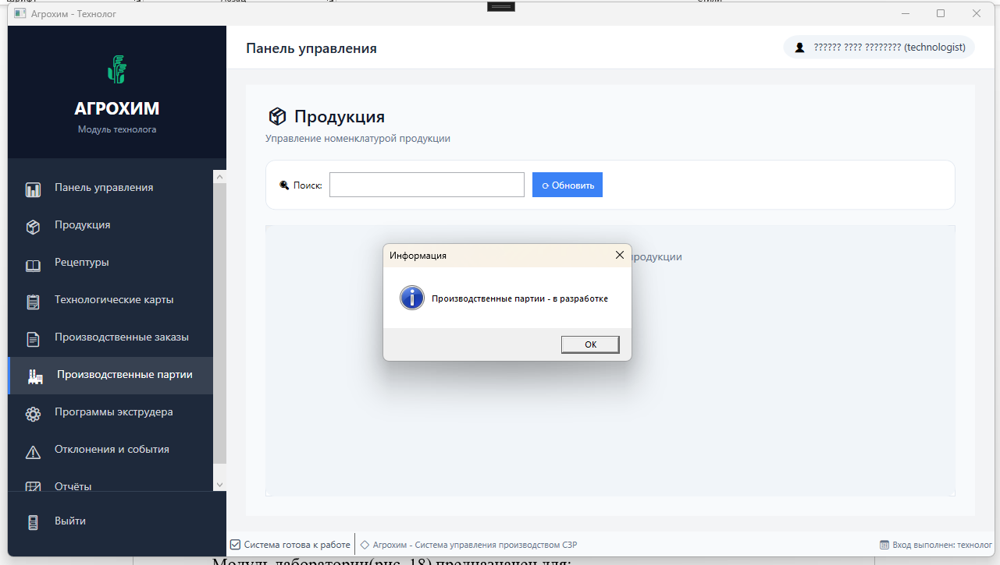 Агрохим - Технолог
АГРОХИМ
Модуль технолога
Панель управления
Продукция
Рецептуры
Технологические карты
Производственные заказы
Производственные партии
Программы экструдера
Отклонения и события
Отчёты
Выйти
Панель управления
?????? ???? ???????? (technologist)
Продукция
Управление номенклатурой продукции
Поиск:
Обновить
продукции
Информация
Производственные партии - в разработке
ОК
Система готова к работе
Агрохим - Система управления производством СЗР
Вход выполнен: технолог
Модуль лаборатории(рис. 18) предназначен для: